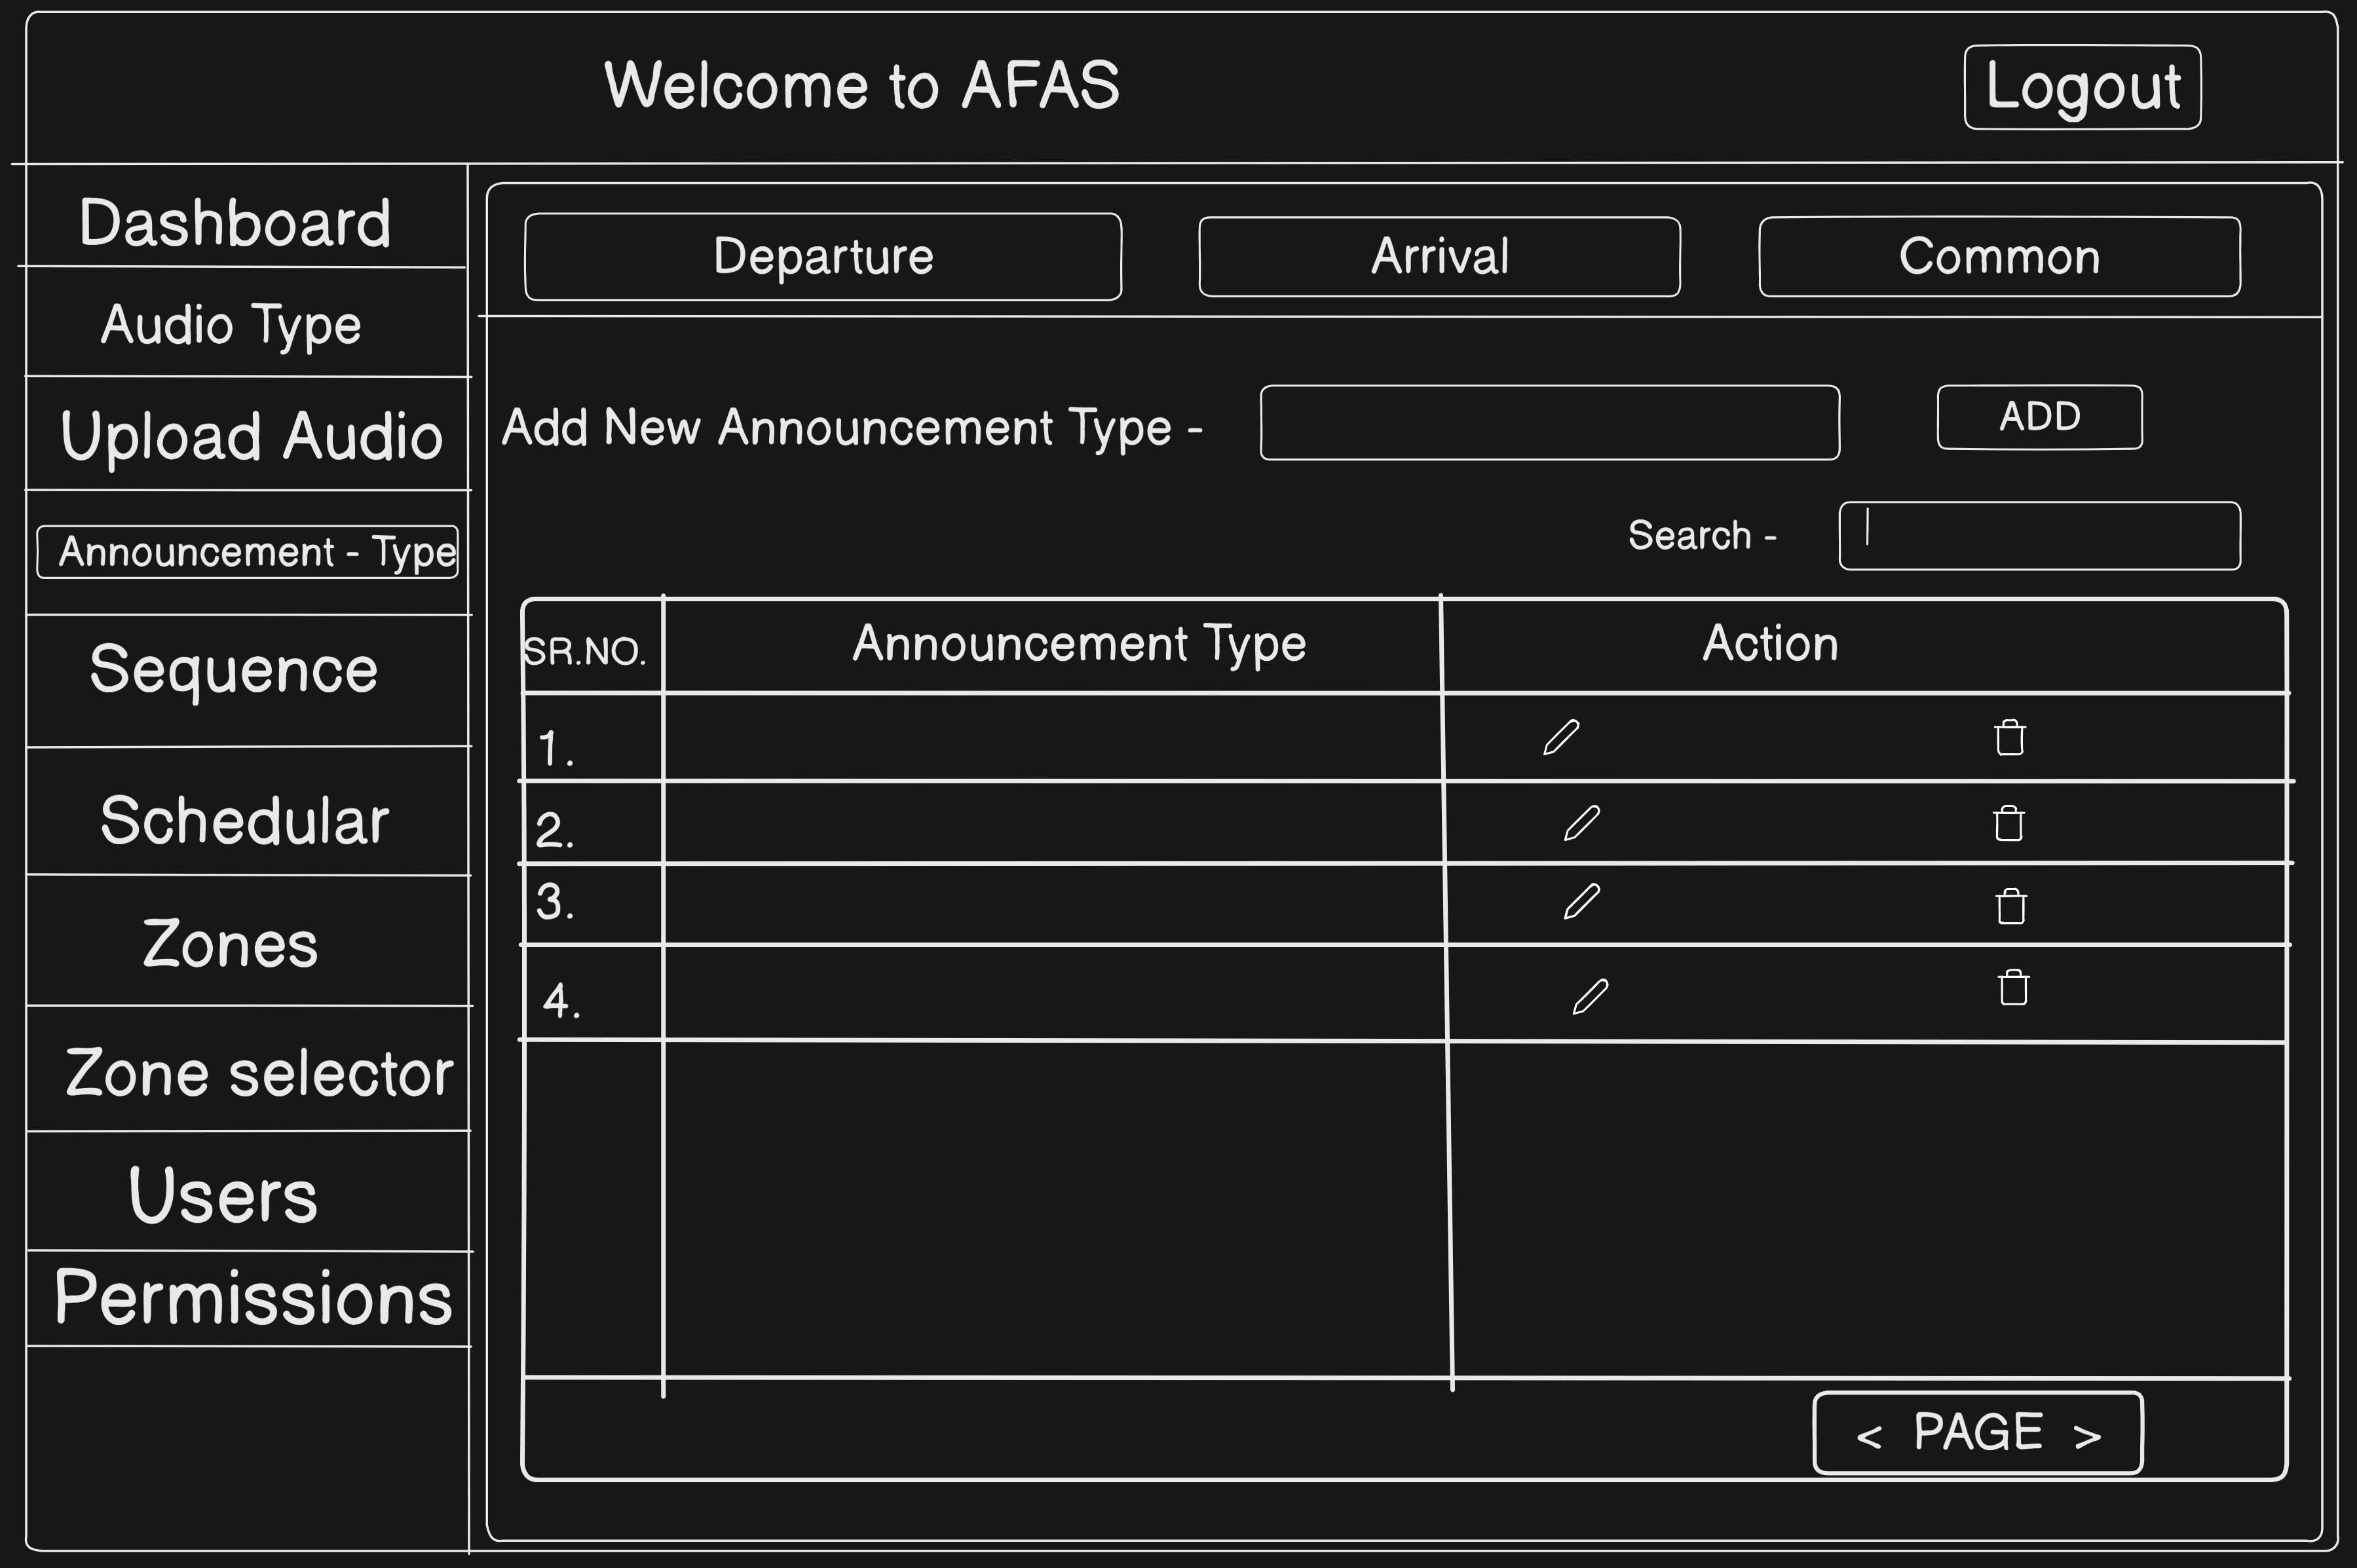 Welcome to AFAS
Logout
Dashboard
Audio Type
Upload Audio
Announcement - Type
Sequence
Schedular
Zones
Zone selector
Users
Permissions
Departure
Arrival
Common
Add New Announcement Type -
ADD
Search -
SR.NO.
Announcement Type
Action
1.
2.
3.
4.
< PAGE >